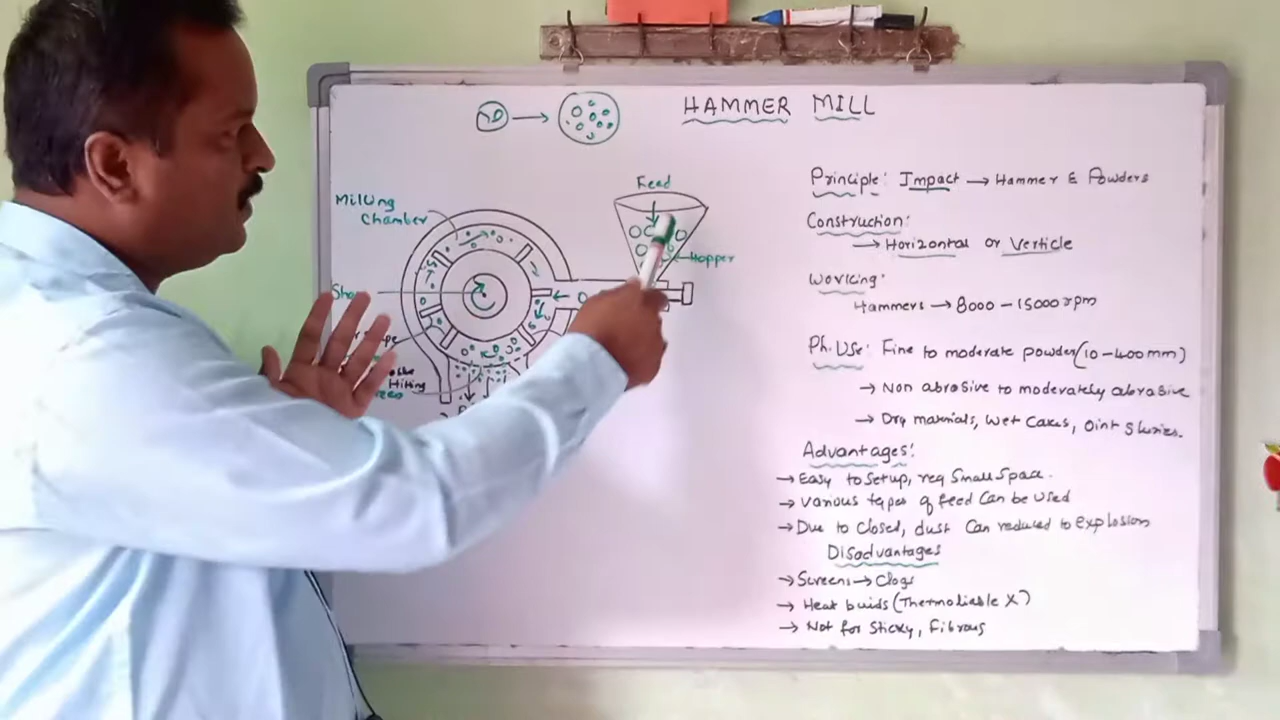 HAMMER MILL
Feed
Milling
Chamber
Hopper
Principle: Impact → Hammer & Powders
Construction:
→ Horizontal or Verticle
Working:
Hammers → 8000 - 15000 rpm
Ph. Use: Fine to moderate powder (10-400mm)
→ Non abrasive to moderately abrasive
→ Dry materials, Wet Cakes, Oint Slurries.
Advantages:
→ Easy to Setup, req Small Space.
→ Various types of feed Can be used
→ Due to Closed, dust Can reduced to explosion
Disadvantages
→ Screens → Clogs
→ Heat buids (Thermoliable X)
→ Not for Sticky, Fibrous